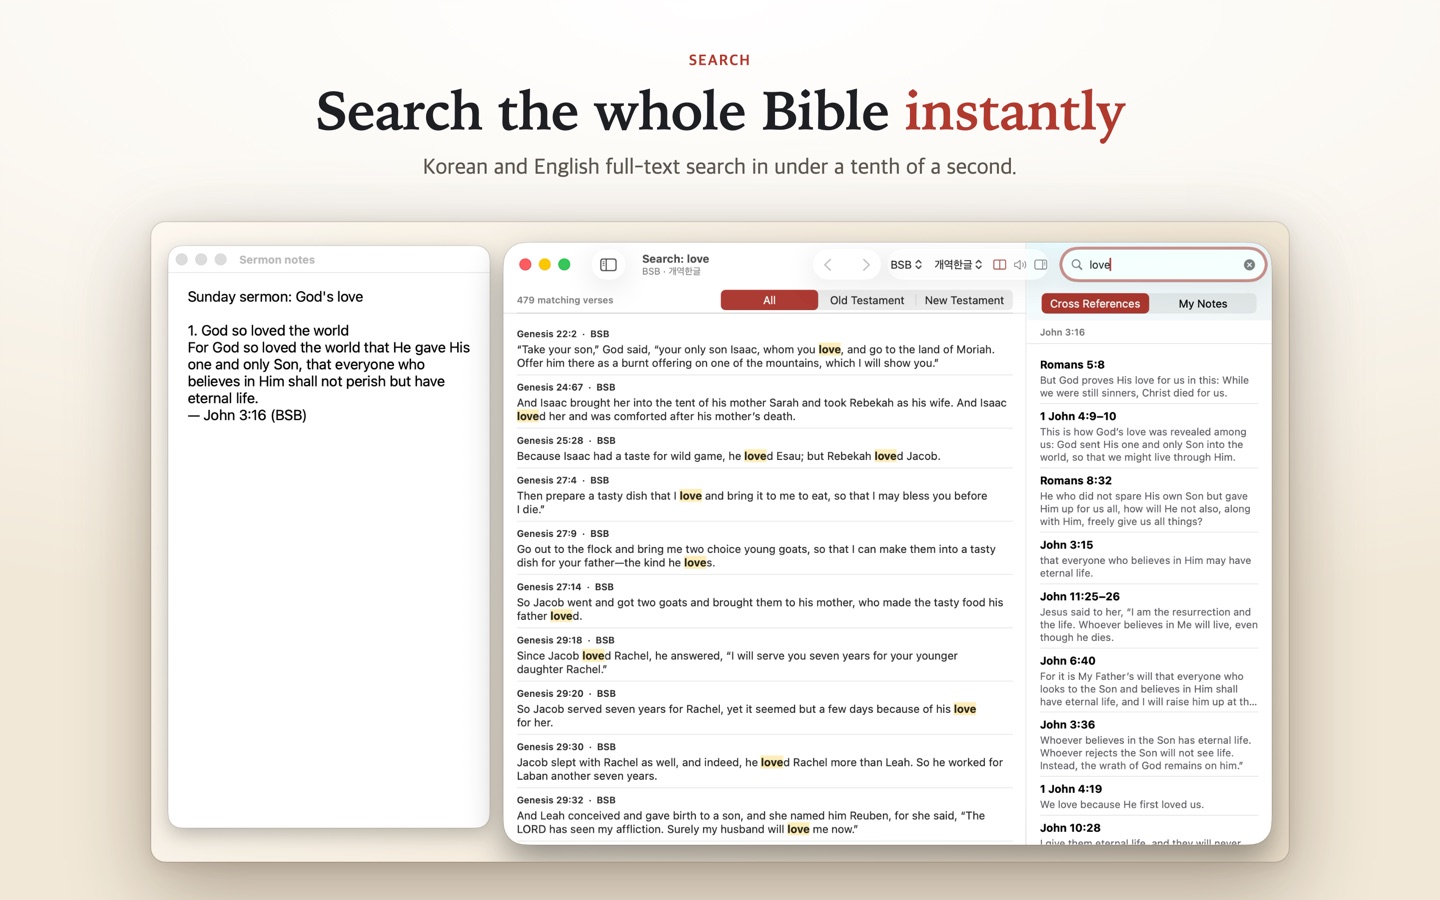 SEARCH
Search the whole Bible instantly
Korean and English full-text search in under a tenth of a second.
Sermon notes
Sunday sermon: God's love
1. God so loved the world
For God so loved the world that He gave His
one and only Son, that everyone who
believes in Him shall not perish but have
eternal life.
— John 3:16 (BSB)
Search: love
BSB · 개역한글
BSB
개역한글
love
479 matching verses
All
Old Testament
New Testament
Genesis 22:2 · BSB
“Take your son,” God said, “your only son Isaac, whom you love, and go to the land of Moriah.
Offer him there as a burnt offering on one of the mountains, which I will show you.”
Genesis 24:67 · BSB
And Isaac brought her into the tent of his mother Sarah and took Rebekah as his wife. And Isaac
loved her and was comforted after his mother’s death.
Genesis 25:28 · BSB
Because Isaac had a taste for wild game, he loved Esau; but Rebekah loved Jacob.
Genesis 27:4 · BSB
Then prepare a tasty dish that I love and bring it to me to eat, so that I may bless you before
I die.”
Genesis 27:9 · BSB
Go out to the flock and bring me two choice young goats, so that I can make them into a tasty
dish for your father—the kind he loves.
Genesis 27:14 · BSB
So Jacob went and got two goats and brought them to his mother, who made the tasty food his
father loved.
Genesis 29:18 · BSB
Since Jacob loved Rachel, he answered, “I will serve you seven years for your younger
daughter Rachel.”
Genesis 29:20 · BSB
So Jacob served seven years for Rachel, yet it seemed but a few days because of his love
for her.
Genesis 29:30 · BSB
Jacob slept with Rachel as well, and indeed, he loved Rachel more than Leah. So he worked for
Laban another seven years.
Genesis 29:32 · BSB
And Leah conceived and gave birth to a son, and she named him Reuben, for she said, “The
LORD has seen my affliction. Surely my husband will love me now.”
Cross References
My Notes
John 3:16
Romans 5:8
But God proves His love for us in this: While
we were still sinners, Christ died for us.
1 John 4:9–10
This is how God’s love was revealed among
us: God sent His one and only Son into the
world, so that we might live through Him.
Romans 8:32
He who did not spare His own Son but gave
Him up for us all, how will He not also, along
with Him, freely give us all things?
John 3:15
that everyone who believes in Him may have
eternal life.
John 11:25–26
Jesus said to her, “I am the resurrection and
the life. Whoever believes in Me will live, even
though he dies.
John 6:40
For it is My Father’s will that everyone who
looks to the Son and believes in Him shall
have eternal life, and I will raise him up at th...
John 3:36
Whoever believes in the Son has eternal life.
Whoever rejects the Son will not see life.
Instead, the wrath of God remains on him.”
1 John 4:19
We love because He first loved us.
John 10:28
I give them eternal life, and they will never